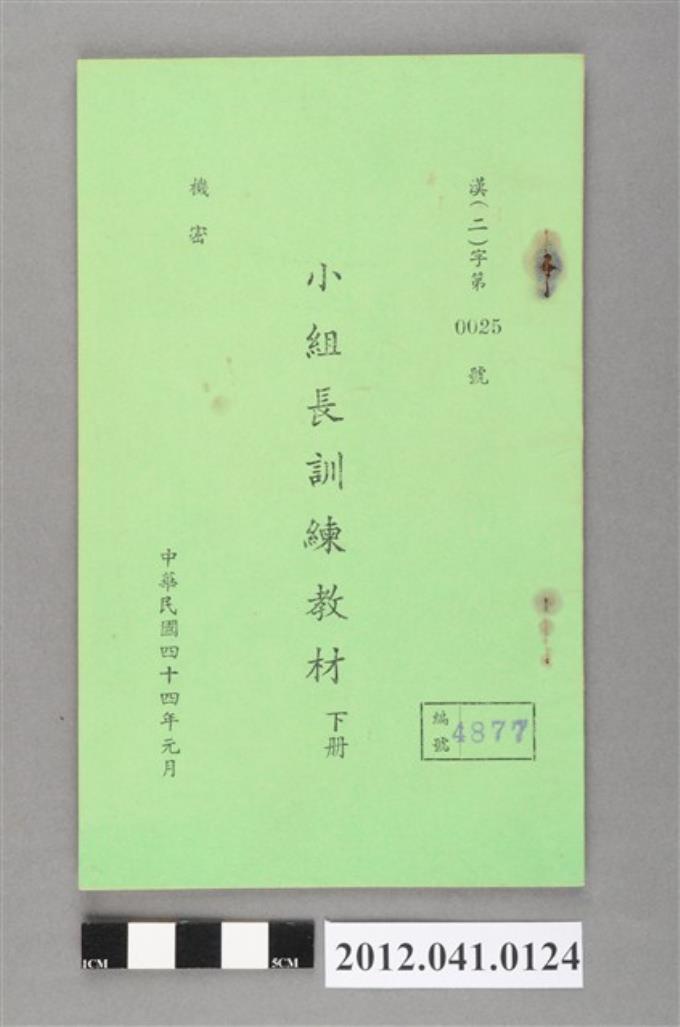 漢(二)字第
0025
號
編號
4877
小組長訓練教材
下册
機密
中華民國四十四年元月
1CM
5CM
2012.041.0124